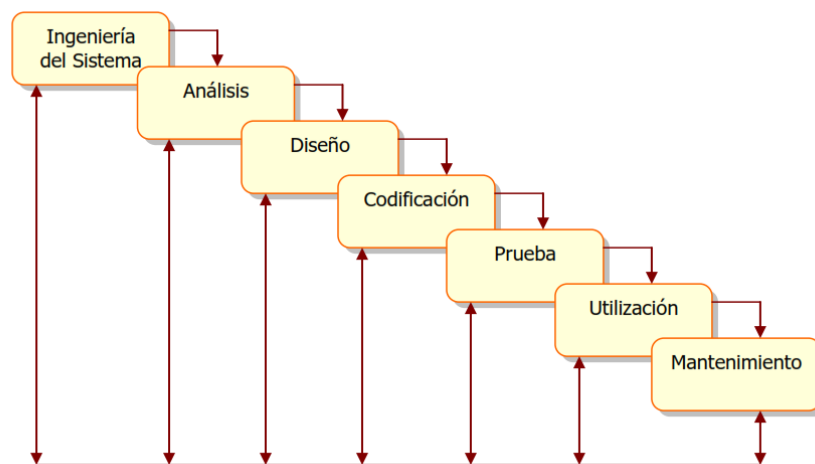 Ingeniería
del Sistema
Análisis
Diseño
Codificación
Prueba
Utilización
Mantenimiento